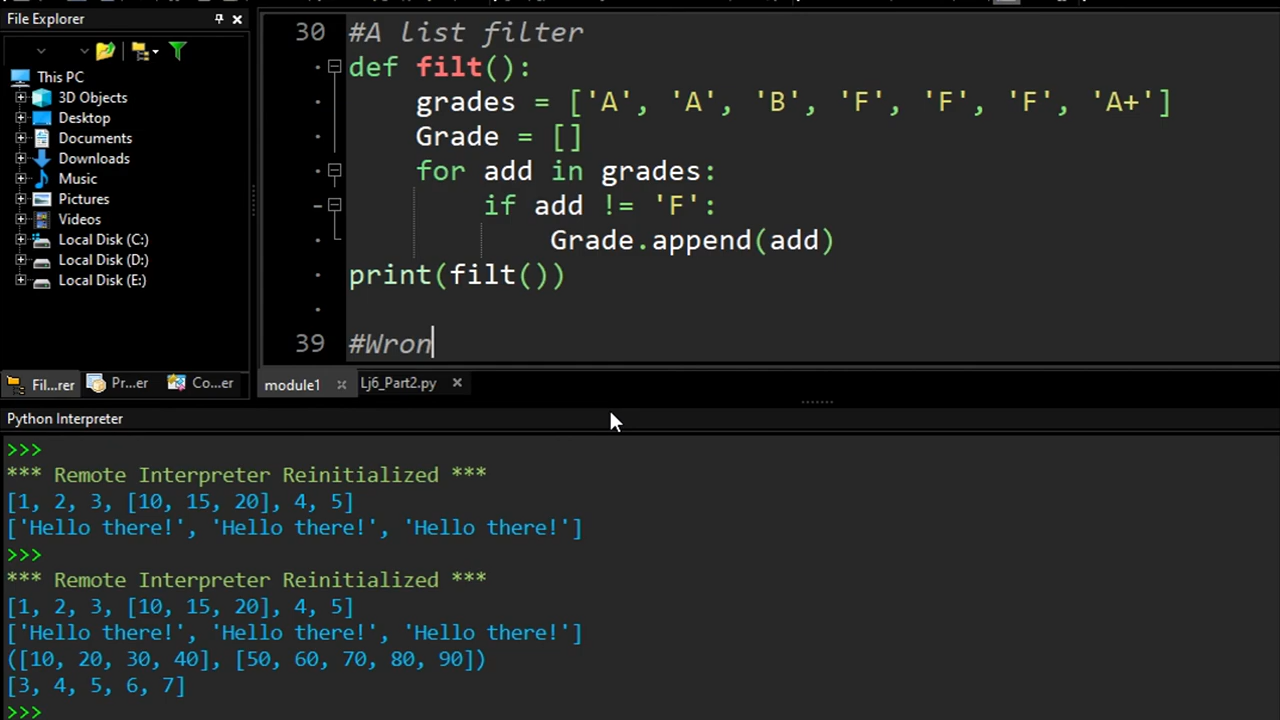 File Explorer
This PC
3D Objects
Desktop
Documents
Downloads
Music
Pictures
Videos
Local Disk (C:)
Local Disk (D:)
Local Disk (E:)
Fil...rer
Pr...er
Co...er
30 #A list filter
def filt():
grades = ['A', 'A', 'B', 'F', 'F', 'F', 'A+']
Grade = []
for add in grades:
if add != 'F':
Grade.append(add)
print(filt())
39 #Wron
module1
Lj6_Part2.py
Python Interpreter
>>>
*** Remote Interpreter Reinitialized ***
[1, 2, 3, [10, 15, 20], 4, 5]
['Hello there!', 'Hello there!', 'Hello there!']
>>>
*** Remote Interpreter Reinitialized ***
[1, 2, 3, [10, 15, 20], 4, 5]
['Hello there!', 'Hello there!', 'Hello there!']
([10, 20, 30, 40], [50, 60, 70, 80, 90])
[3, 4, 5, 6, 7]
>>>